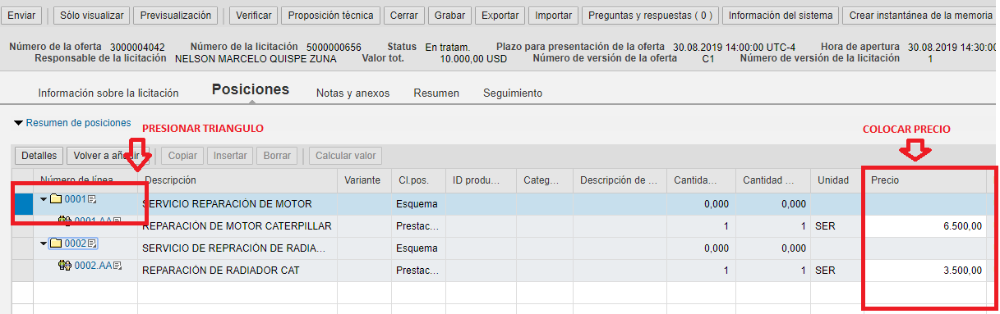 Enviar Sólo visualizar Previsualización Verificar Proposición técnica Cerrar Grabar Exportar Importar Preguntas y respuestas ( 0 ) Información del sistema Crear instantánea de la memoria
Número de la oferta 3000004042 Número de la licitación 5000000656 Status En tratam. Plazo para presentación de la oferta 30.08.2019 14:00:00 UTC-4 Hora de apertura 30.08.2019 14:30:00
Responsable de la licitación NELSON MARCELO QUISPE ZUNA Valor tot. 10.000,00 USD Número de versión de la oferta C1 Número de versión de la licitación 1
Información sobre la licitación Posiciones Notas y anexos Resumen Seguimiento
Resumen de posiciones PRESIONAR TRIANGULO COLOCAR PRECIO
Detalles Volver a añadir Copiar Insertar Borrar Calcular valor
Número de línea Descripción Variante Cl.pos. ID produ... Categ... Descripción de ... Cantida... Cantidad ... Unidad Precio
0001 SERVICIO REPARACIÓN DE MOTOR Esquema 0,000 0,000
0001.AA REPARACIÓN DE MOTOR CATERPILLAR Prestac... 1 1 SER 6.500,00
0002 SERVICIO DE REPRACIÓN DE RADIA... Esquema 0,000 0,000
0002.AA REPARACIÓN DE RADIADOR CAT Prestac... 1 1 SER 3.500,00